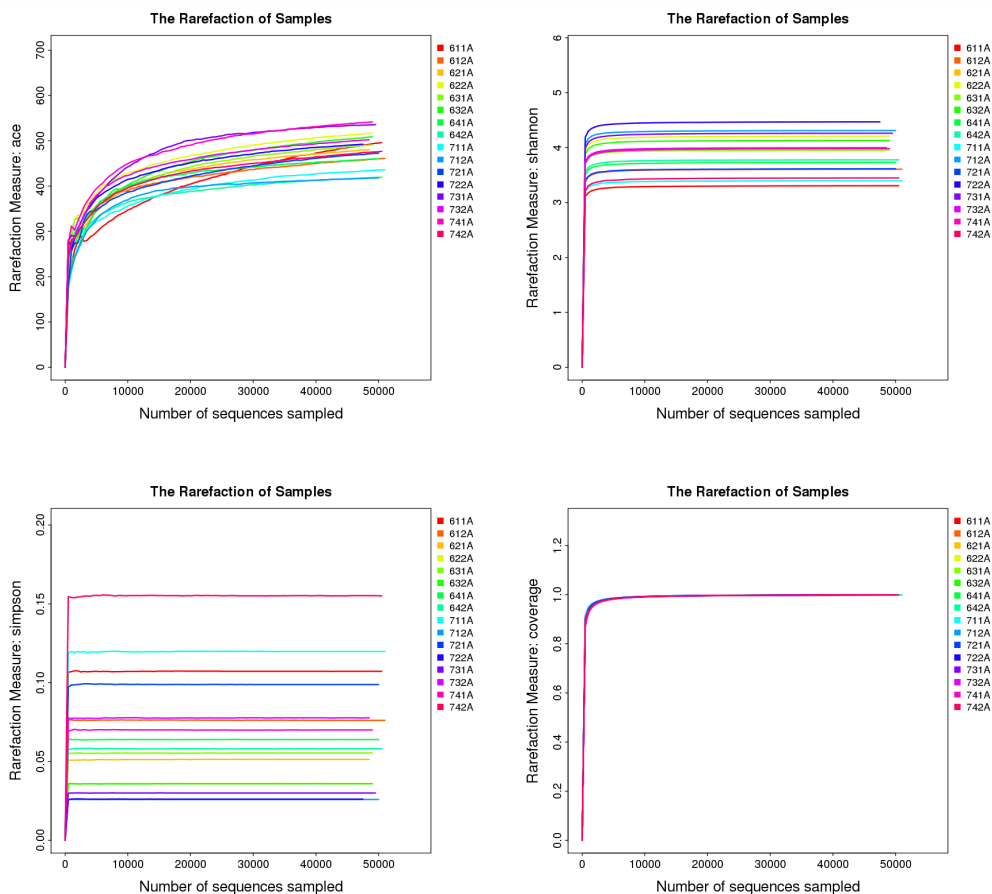 The Rarefaction of Samples
Rarefaction Measure: ace
700
600
500
400
300
200
100
0
0 10000 20000 30000 40000 50000
Number of sequences sampled
611A
612A
621A
622A
631A
632A
641A
642A
711A
712A
721A
722A
731A
732A
741A
742A
The Rarefaction of Samples
Rarefaction Measure: shannon
6
5
4
3
2
1
0
0 10000 20000 30000 40000 50000
Number of sequences sampled
611A
612A
621A
622A
631A
632A
641A
642A
711A
712A
721A
722A
731A
732A
741A
742A
The Rarefaction of Samples
Rarefaction Measure: simpson
0.20
0.15
0.10
0.05
0.00
0 10000 20000 30000 40000 50000
Number of sequences sampled
611A
612A
621A
622A
631A
632A
641A
642A
711A
712A
721A
722A
731A
732A
741A
742A
The Rarefaction of Samples
Rarefaction Measure: coverage
1.2
1.0
0.8
0.6
0.4
0.2
0.0
0 10000 20000 30000 40000 50000
Number of sequences sampled
611A
612A
621A
622A
631A
632A
641A
642A
711A
712A
721A
722A
731A
732A
741A
742A